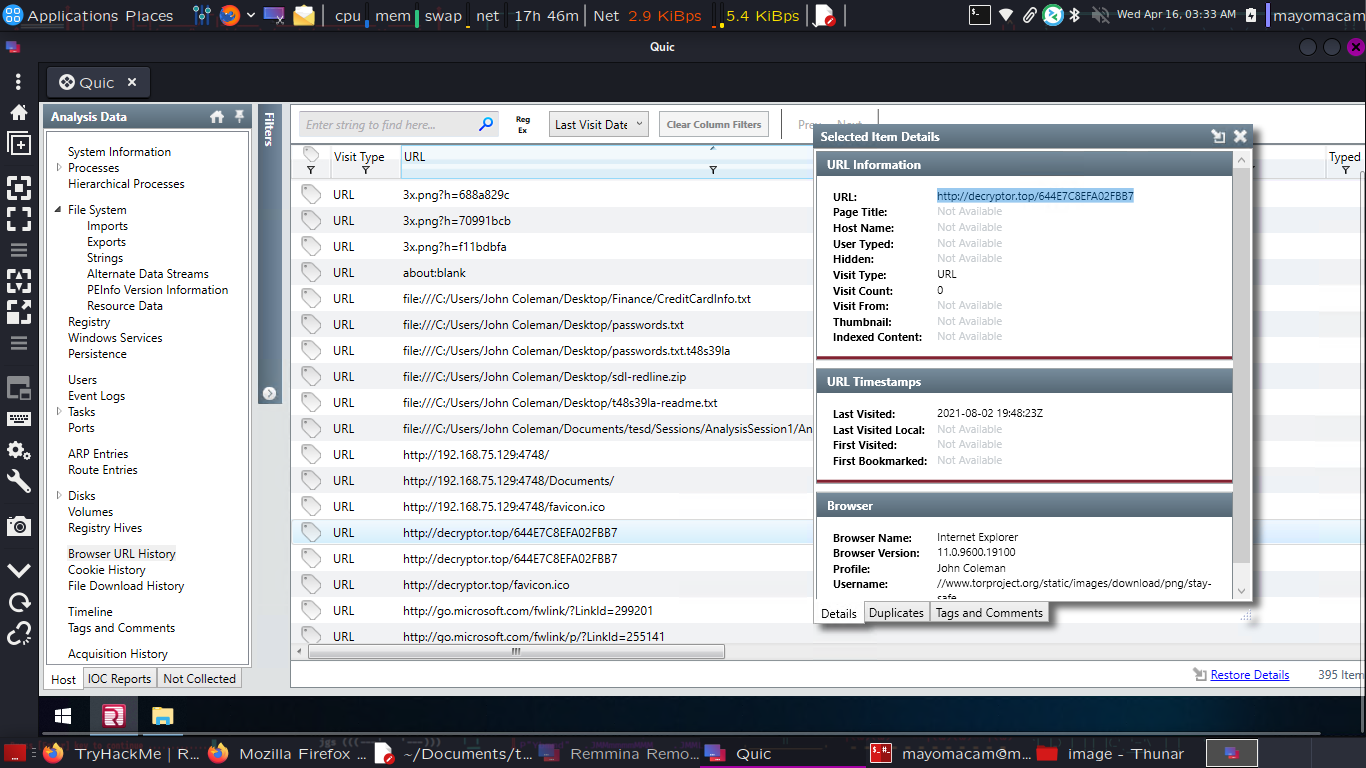 Applications Places cpu mem swap net 17h 46m Net 2.9 KiBps 5.4 KiBps Wed Apr 16, 03:33 AM mayomacam
Quic
Quic ×
Analysis Data
System Information
Processes
Hierarchical Processes
File System
Imports
Exports
Strings
Alternate Data Streams
PEInfo Version Information
Resource Data
Registry
Windows Services
Persistence
Users
Event Logs
Tasks
Ports
ARP Entries
Route Entries
Disks
Volumes
Registry Hives
Browser URL History
Cookie History
File Download History
Timeline
Tags and Comments
Acquisition History
Host IOC Reports Not Collected
Filters
Enter string to find here... Reg Ex Last Visit Date Clear Column Filters Prev Next
Visit Type URL Typed
URL 3x.png?h=688a829c
URL 3x.png?h=70991bcb
URL 3x.png?h=f11bdbfa
URL about:blank
URL file:///C:/Users/John Coleman/Desktop/Finance/CreditCardInfo.txt
URL file:///C:/Users/John Coleman/Desktop/passwords.txt
URL file:///C:/Users/John Coleman/Desktop/passwords.txt.t48s39la
URL file:///C:/Users/John Coleman/Desktop/sdl-redline.zip
URL file:///C:/Users/John Coleman/Desktop/t48s39la-readme.txt
URL file:///C:/Users/John Coleman/Documents/tesd/Sessions/AnalysisSession1/An
URL http://192.168.75.129:4748/
URL http://192.168.75.129:4748/Documents/
URL http://192.168.75.129:4748/favicon.ico
URL http://decryptor.top/644E7C8EFA02FBB7
URL http://decryptor.top/644E7C8EFA02FBB7
URL http://decryptor.top/favicon.ico
URL http://go.microsoft.com/fwlink/?LinkId=299201
URL http://go.microsoft.com/fwlink/p/?LinkId=255141
Selected Item Details
URL Information
URL: http://decryptor.top/644E7C8EFA02FBB7
Page Title: Not Available
Host Name: Not Available
User Typed: Not Available
Hidden: Not Available
Visit Type: URL
Visit Count: 0
Visit From: Not Available
Thumbnail: Not Available
Indexed Content: Not Available
URL Timestamps
Last Visited: 2021-08-02 19:48:23Z
Last Visited Local: Not Available
First Visited: Not Available
First Bookmarked: Not Available
Browser
Browser Name: Internet Explorer
Browser Version: 11.0.9600.19100
Profile: John Coleman
Username: //www.torproject.org/static/images/download/png/stay-
safe
Details Duplicates Tags and Comments
Restore Details 395 Item
TryHackMe | R... Mozilla Firefox ... ~/Documents/t... Remmina Remo... Quic mayomacam@m... image - Thunar